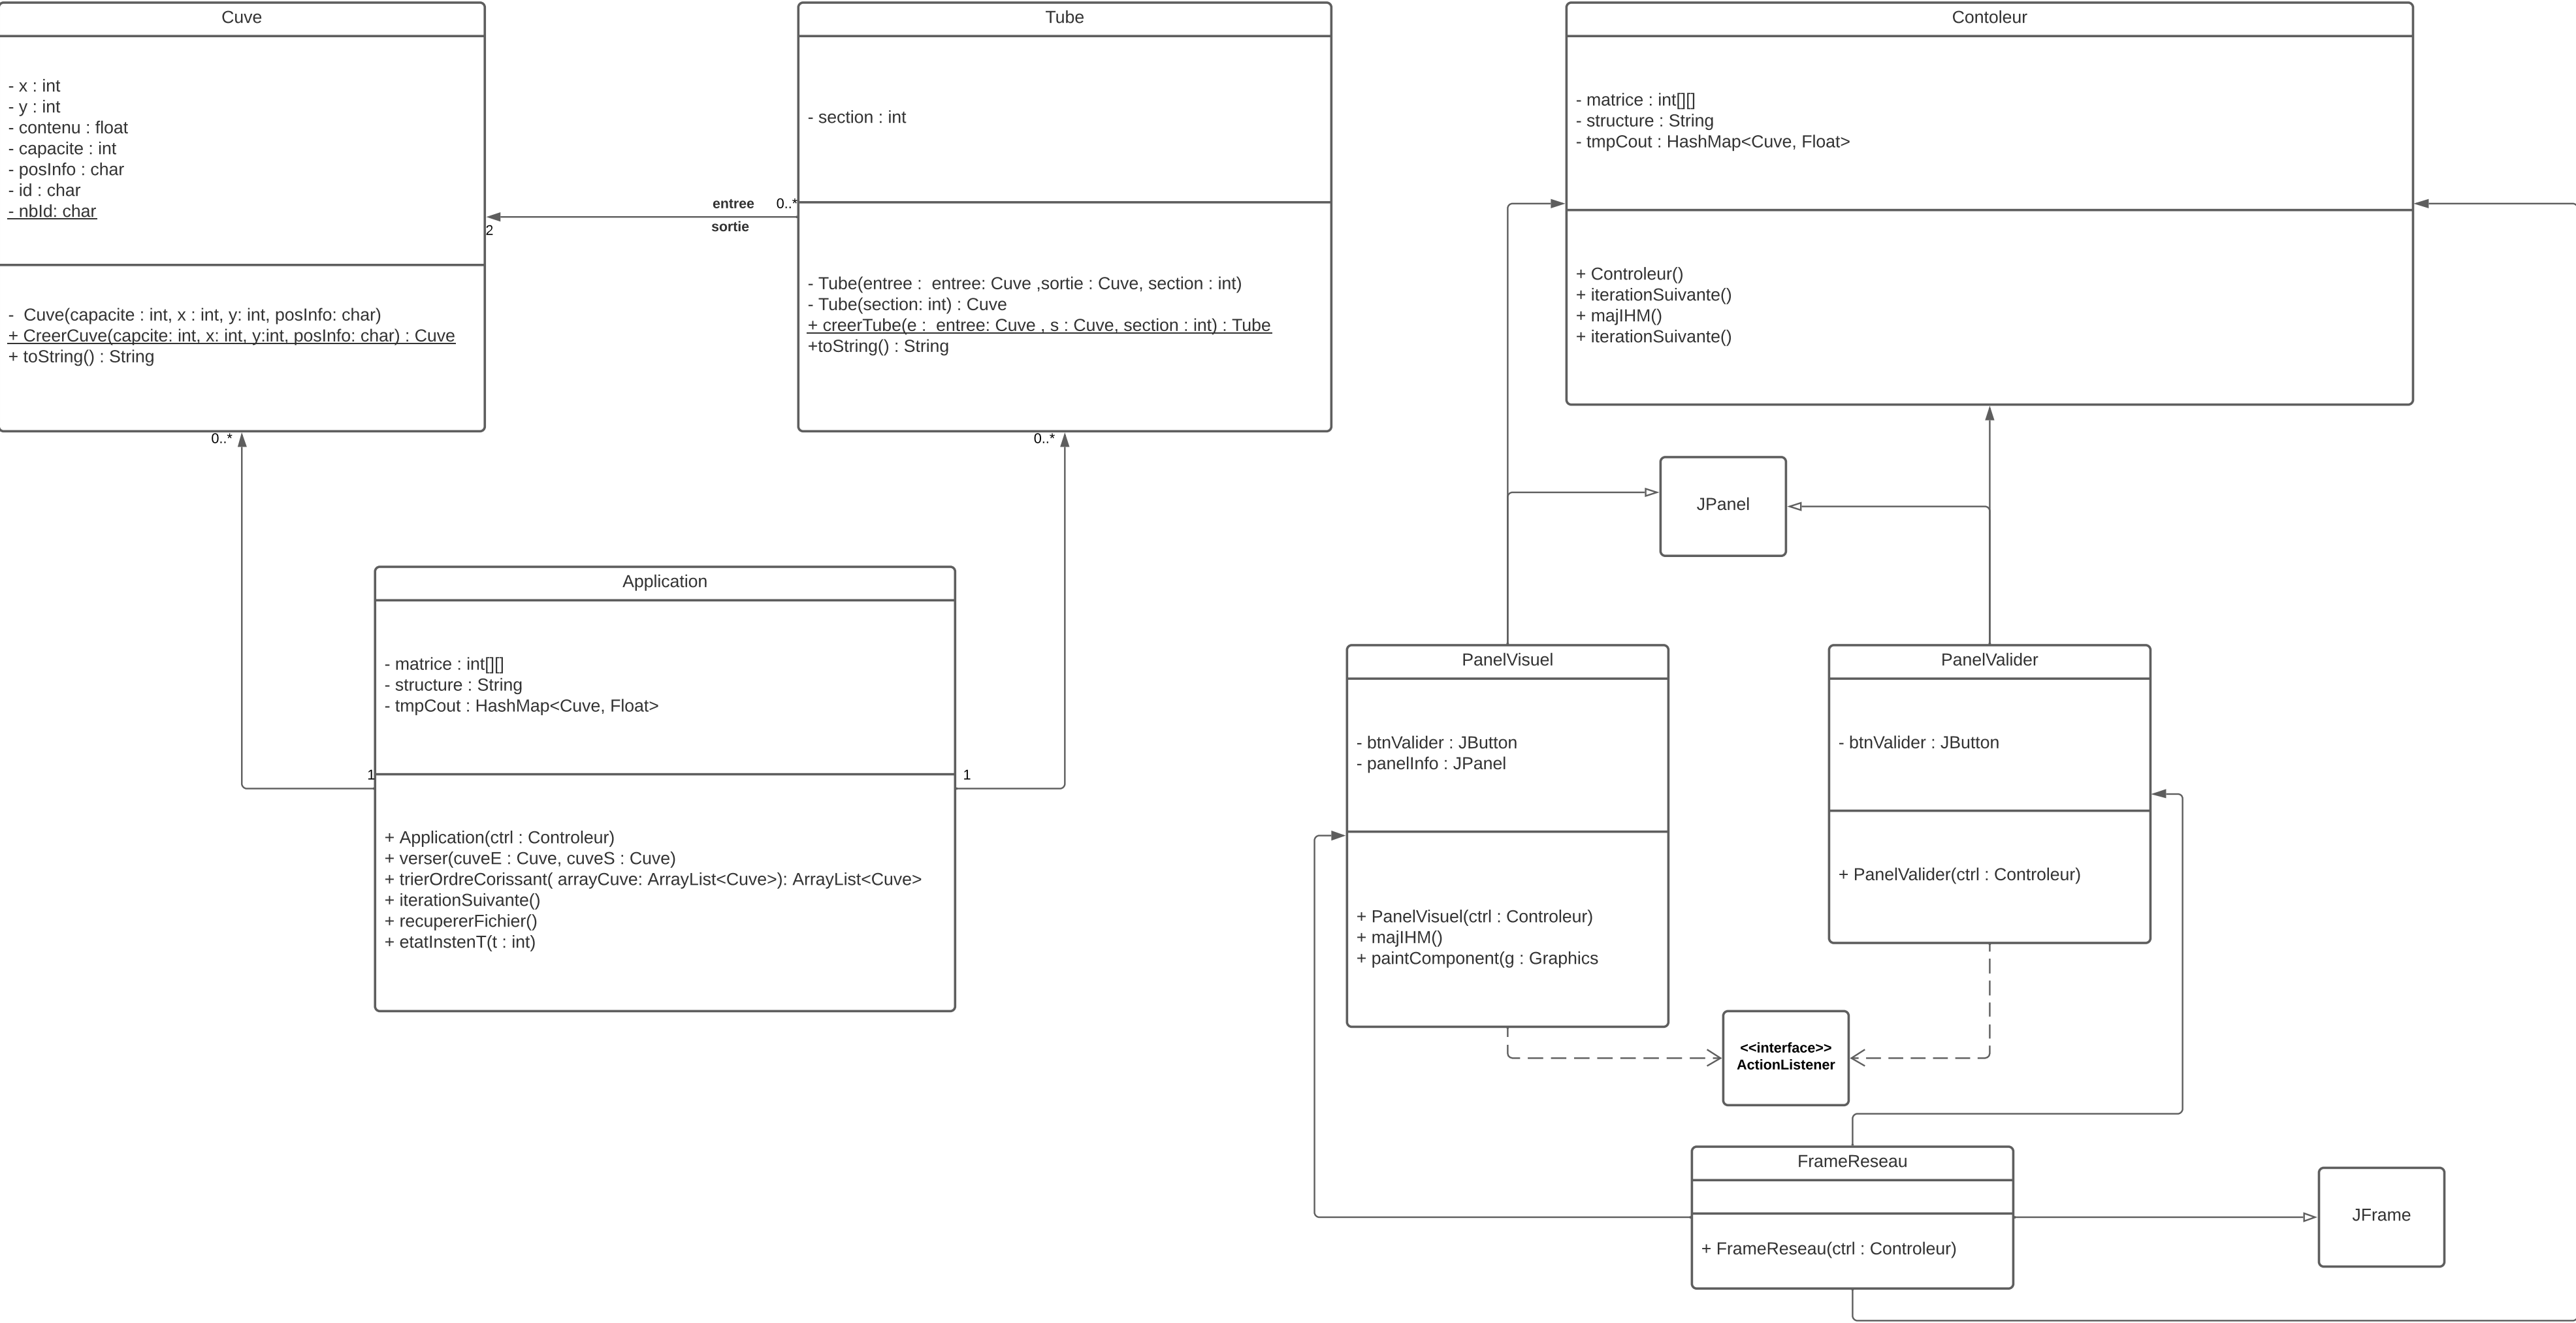 Cuve
- x : int
- y : int
- contenu : float
- capacite : int
- posInfo : char
- id : char
- nbId: char
-  Cuve(capacite : int, x : int, y: int, posInfo: char)
+ CreerCuve(capcite: int, x: int, y:int, posInfo: char) : Cuve
+ toString() : String
entree
sortie
0..*
2
Tube
- section : int
- Tube(entree :  entree: Cuve ,sortie : Cuve, section : int)
- Tube(section: int) : Cuve
+ creerTube(e :  entree: Cuve , s : Cuve, section : int) : Tube
+toString() : String
0..*
0..*
Application
- matrice : int[][]
- structure : String
- tmpCout : HashMap<Cuve, Float>
1
1
+ Application(ctrl : Controleur)
+ verser(cuveE : Cuve, cuveS : Cuve)
+ trierOrdreCorissant( arrayCuve: ArrayList<Cuve>): ArrayList<Cuve>
+ iterationSuivante()
+ recupererFichier()
+ etatInstenT(t : int)
Contoleur
- matrice : int[][]
- structure : String
- tmpCout : HashMap<Cuve, Float>
+ Controleur()
+ iterationSuivante()
+ majIHM()
+ iterationSuivante()
JPanel
PanelVisuel
- btnValider : JButton
- panelInfo : JPanel
+ PanelVisuel(ctrl : Controleur)
+ majIHM()
+ paintComponent(g : Graphics
PanelValider
- btnValider : JButton
+ PanelValider(ctrl : Controleur)
<<interface>>
ActionListener
FrameReseau
+ FrameReseau(ctrl : Controleur)
JFrame